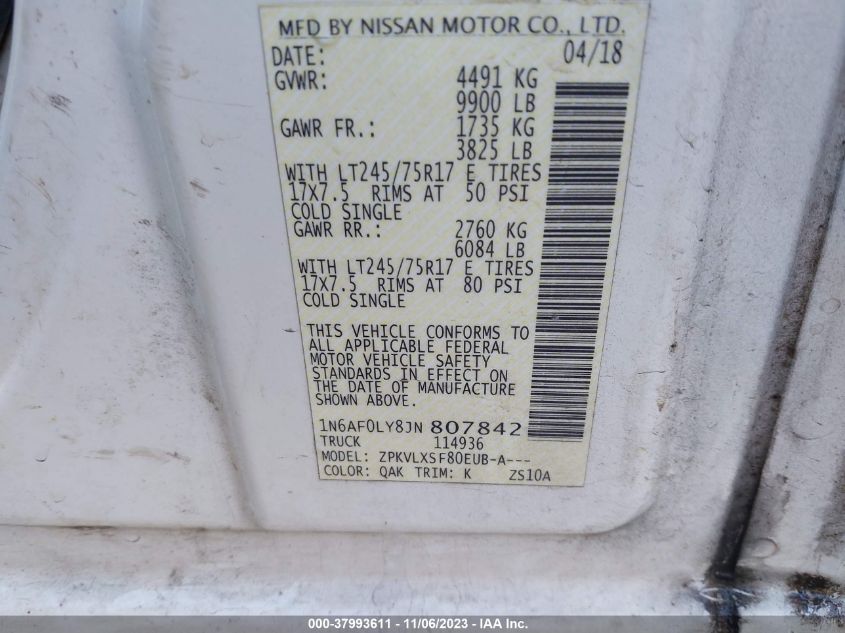 MFD BY NISSAN MOTOR CO., LTD.
DATE: 04/18
GVWR: 4491 KG
9900 LB
GAWR FR.: 1735 KG
3825 LB
WITH LT245/75R17 E TIRES
17X7.5 RIMS AT 50 PSI
COLD SINGLE
GAWR RR.: 2760 KG
6084 LB
WITH LT245/75R17 E TIRES
17X7.5 RIMS AT 80 PSI
COLD SINGLE
THIS VEHICLE CONFORMS TO
ALL APPLICABLE FEDERAL
MOTOR VEHICLE SAFETY
STANDARDS IN EFFECT ON
THE DATE OF MANUFACTURE
SHOWN ABOVE.
1N6AF0LY8JN 807842
TRUCK 114936
MODEL: ZPKVLXSF80EUB-A---
COLOR: QAK TRIM: K ZS10A
000-37993611 - 11/06/2023 - IAA Inc.